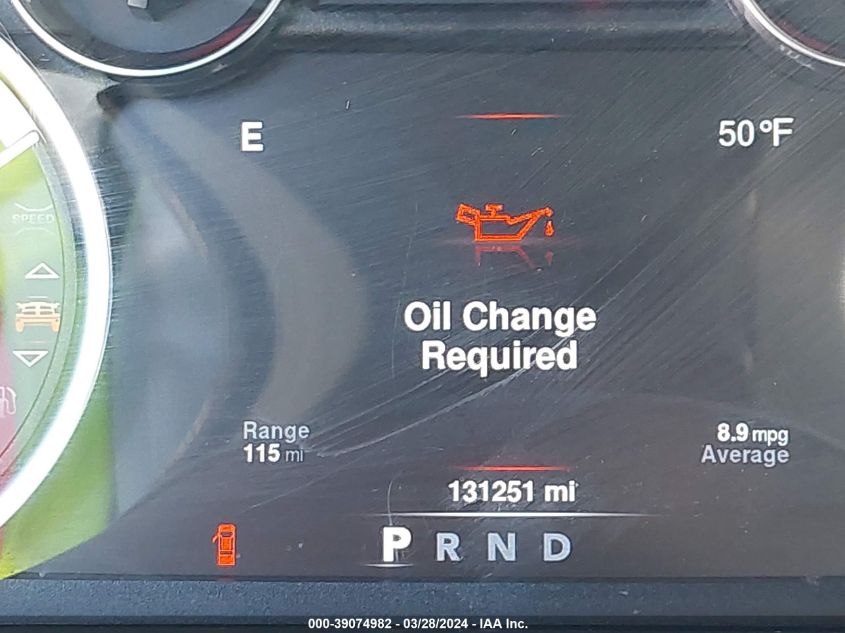 E
50°F
SPEED
Oil Change
Required
Range
115 mi
8.9 mpg
Average
131251 mi
P R N D
000-39074982 - 03/28/2024 - IAA Inc.